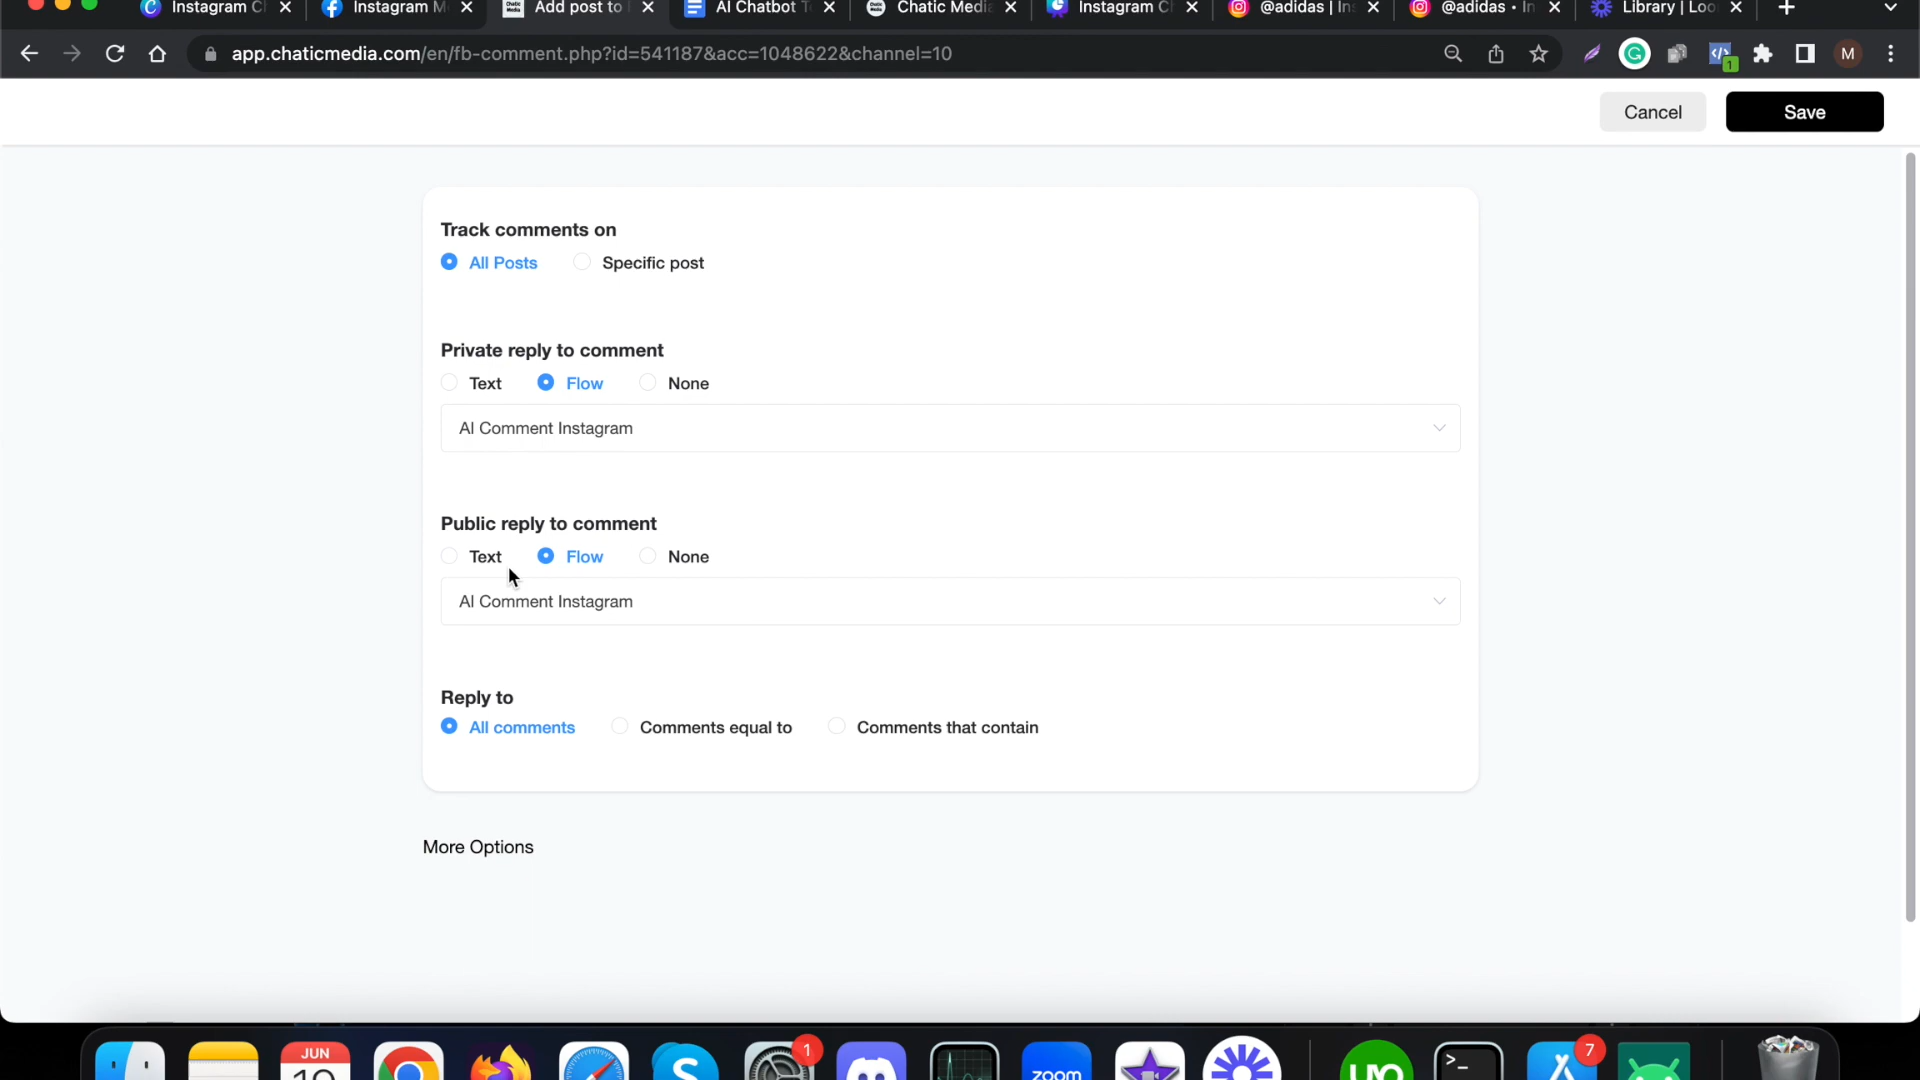 Instagram C
Instagram M
Add post to
AI Chatbot T
Chatic Media
Instagram C
@adidas | Ins
@adidas • In
Library | Loo
app.chaticmedia.com/en/fb-comment.php?id=541187&acc=1048622&channel=10
1
M
Cancel
Save
Track comments on
All Posts
Specific post
Private reply to comment
Text
Flow
None
AI Comment Instagram
Public reply to comment
Text
Flow
None
AI Comment Instagram
Reply to
All comments
Comments equal to
Comments that contain
More Options
JUN
1
zoom
7